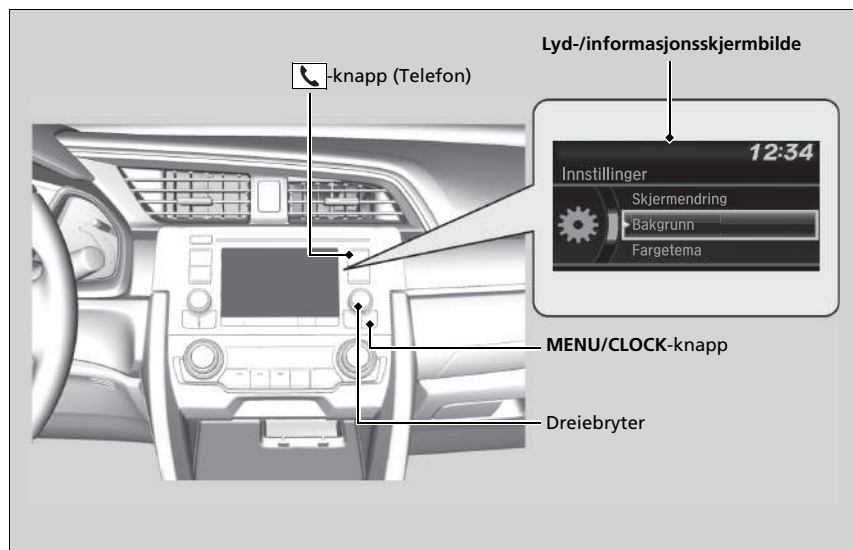 Lyd-/informasjonsskjermbilde
-knapp (Telefon)
12:34
Innstillinger
Skjermendring
Bakgrunn
Fargetema
MENU/CLOCK-knapp
Dreiebryter